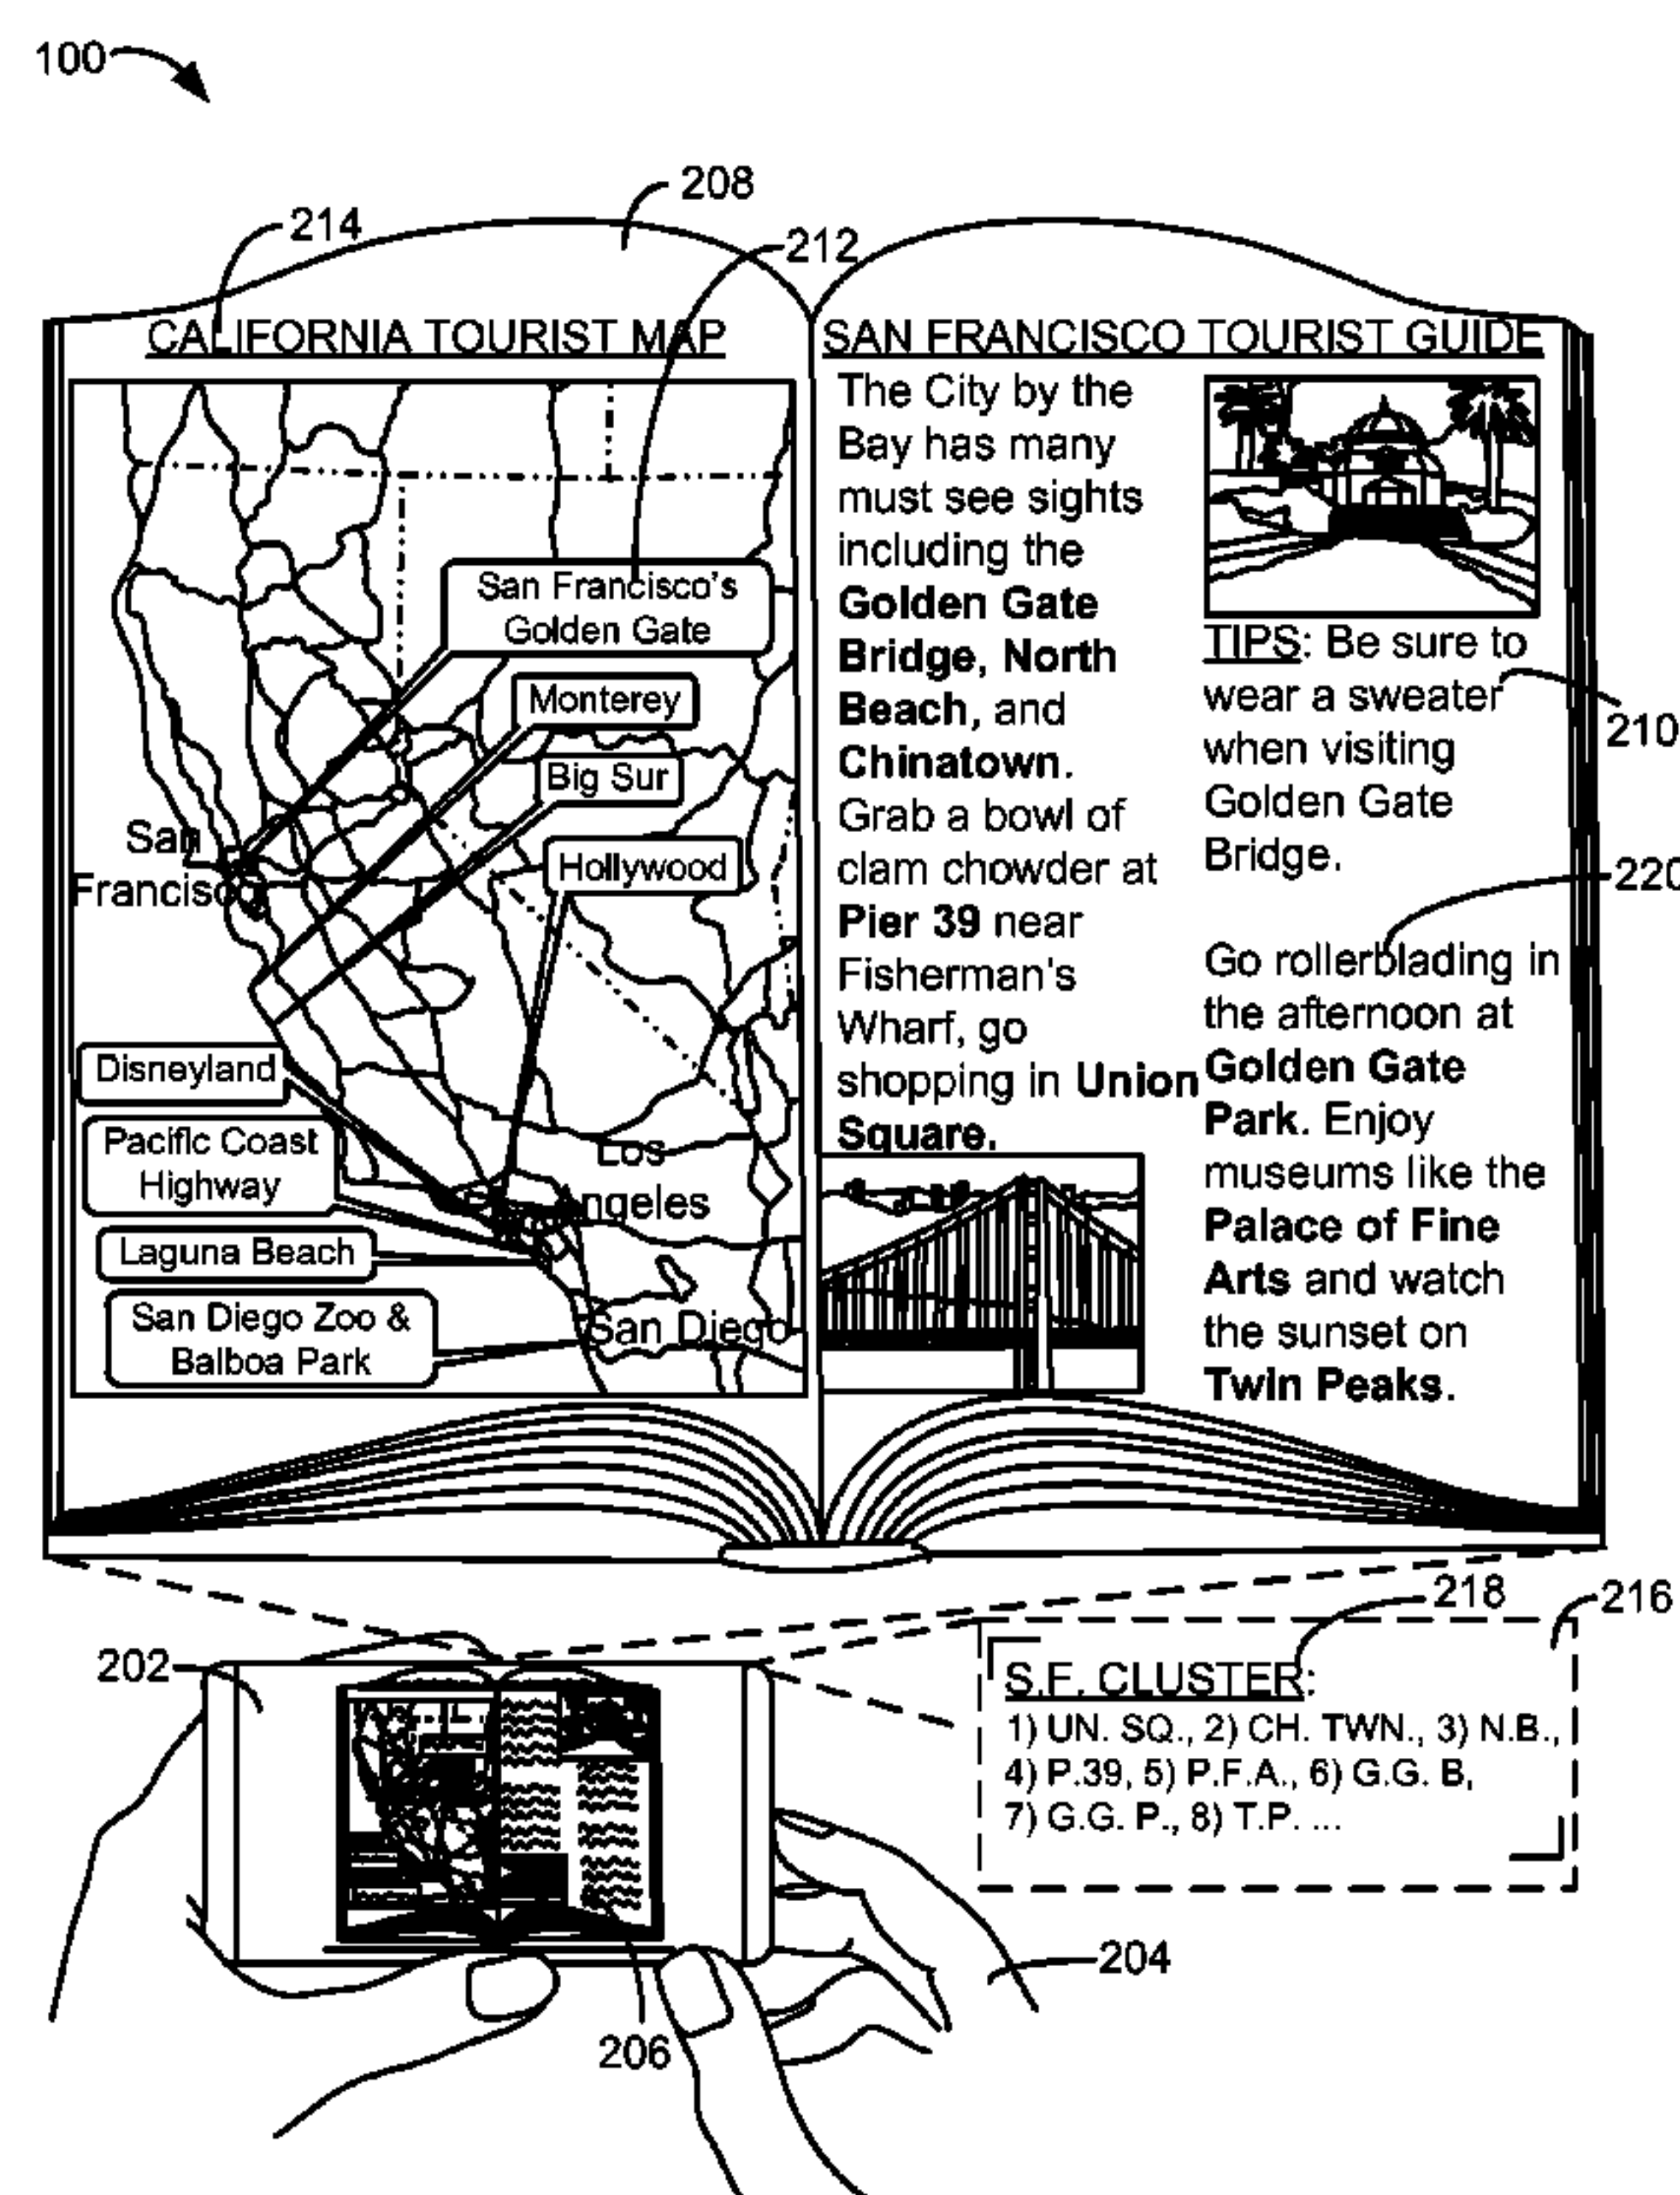 100
208
214
212
CALIFORNIA TOURIST MAP
San Francisco's
Golden Gate
Monterey
Big Sur
Hollywood
San
Francisco
Disneyland
Pacific Coast
Highway
Laguna Beach
San Diego Zoo &
Balboa Park
Los
Angeles
San Diego
SAN FRANCISCO TOURIST GUIDE
The City by the
Bay has many
must see sights
including the
Golden Gate
Bridge, North
Beach, and
Chinatown.
Grab a bowl of
clam chowder at
Pier 39 near
Fisherman's
Wharf, go
shopping in Union
Square.
TIPS: Be sure to
wear a sweater
when visiting
Golden Gate
Bridge.
Go rollerblading in
the afternoon at
Golden Gate
Park. Enjoy
museums like the
Palace of Fine
Arts and watch
the sunset on
Twin Peaks.
210
220
218
216
202
S.F. CLUSTER:
1) UN. SQ., 2) CH. TWN., 3) N.B.,
4) P.39, 5) P.F.A., 6) G.G. B,
7) G.G. P., 8) T.P. ...
204
206